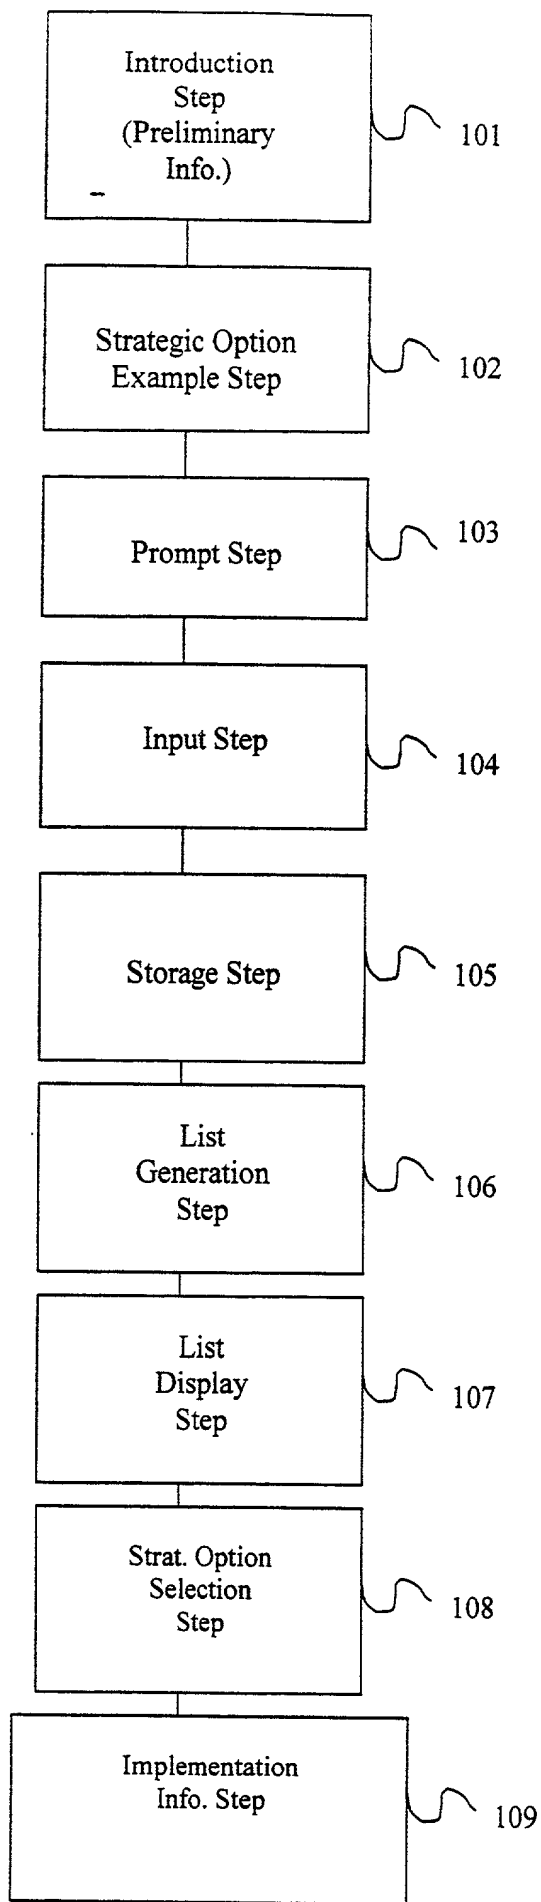 Introduction
Step
(Preliminary
Info.)
101
Strategic Option
Example Step
102
Prompt Step
103
Input Step
104
Storage Step
105
List
Generation
Step
106
List
Display
Step
107
Strat. Option
Selection
Step
108
Implementation
Info. Step
109